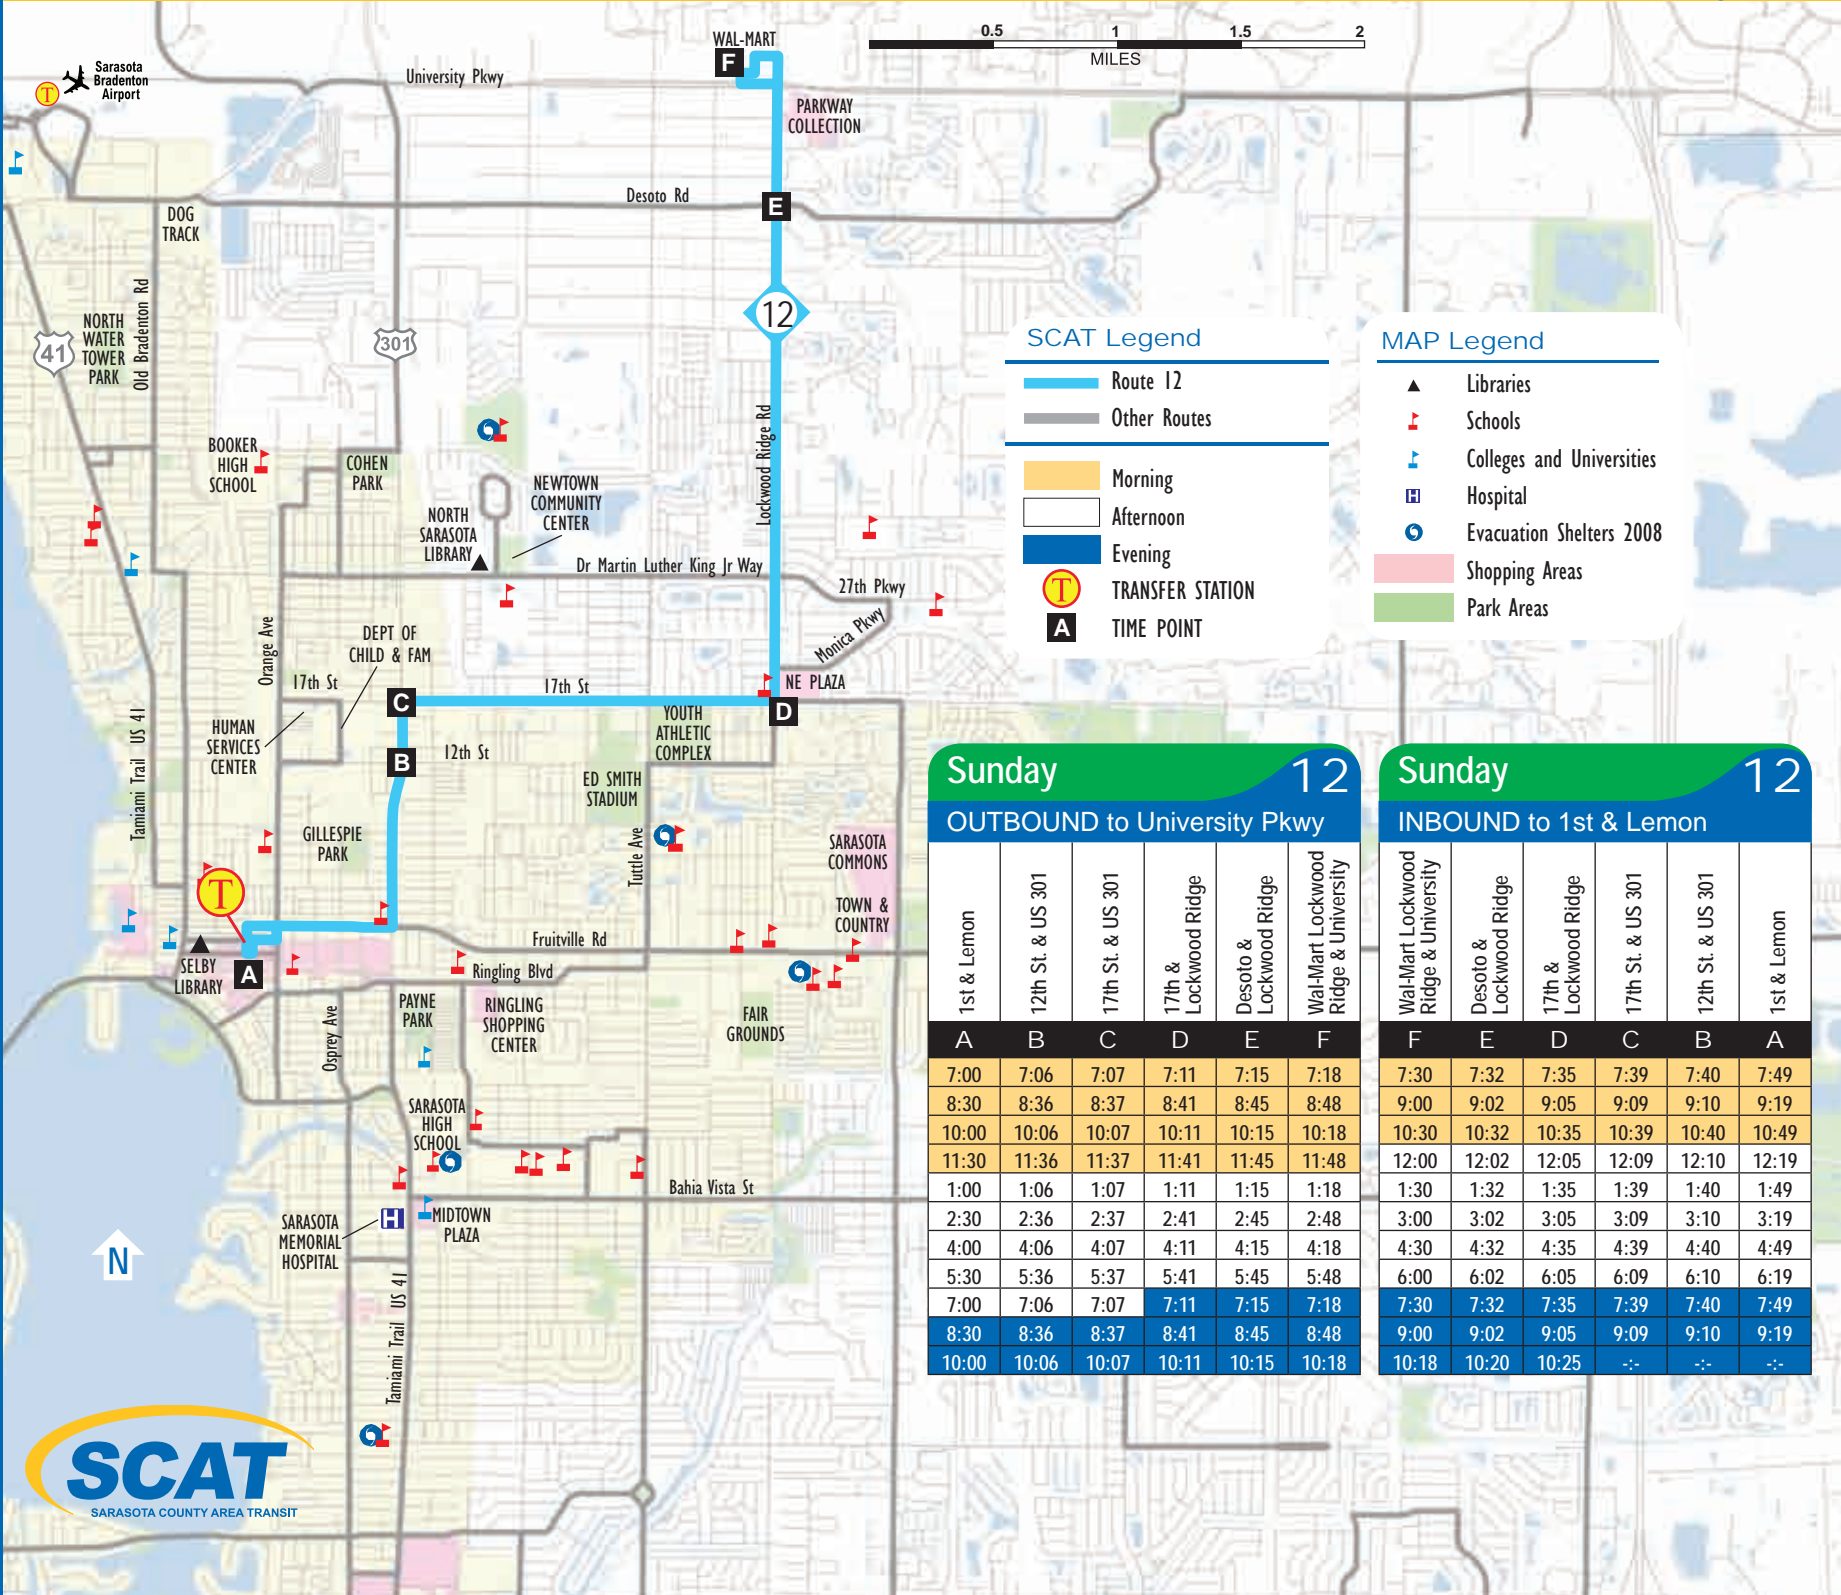 WAL-MART
F
0.5 1 1.5 2
MILES
T
Sarasota
Bradenton
Airport
University Pkwy
PARKWAY
COLLECTION
Desoto Rd
E
DOG
TRACK
Old Bradenton Rd
NORTH
WATER
TOWER
PARK
41
301
12
Lockwood Ridge Rd
BOOKER
HIGH
SCHOOL
COHEN
PARK
NORTH
SARASOTA
LIBRARY
NEWTOWN
COMMUNITY
CENTER
Dr Martin Luther King Jr Way
27th Pkwy
Monica Pkwy
Orange Ave
DEPT OF
CHILD & FAM
17th St
17th St
NE PLAZA
C
D
HUMAN
SERVICES
CENTER
YOUTH
ATHLETIC
COMPLEX
Tamiami Trail US 41
12th St
B
ED SMITH
STADIUM
GILLESPIE
PARK
Tuttle Ave
SARASOTA
COMMONS
TOWN &
COUNTRY
T
Fruitville Rd
A
SELBY
LIBRARY
Ringling Blvd
PAYNE
PARK
RINGLING
SHOPPING
CENTER
Osprey Ave
FAIR
GROUNDS
SARASOTA
HIGH
SCHOOL
Bahia Vista St
H
SARASOTA
MEMORIAL
HOSPITAL
MIDTOWN
PLAZA
N
Tamiami Trail US 41
SCAT
SARASOTA COUNTY AREA TRANSIT
SCAT Legend
Route 12
Other Routes
Morning
Afternoon
Evening
T TRANSFER STATION
A TIME POINT
MAP Legend
Libraries
Schools
Colleges and Universities
H Hospital
Evacuation Shelters 2008
Shopping Areas
Park Areas
Sunday 12
OUTBOUND to University Pkwy
1st & Lemon
12th St. & US 301
17th St. & US 301
17th &
Lockwood Ridge
Desoto &
Lockwood Ridge
Wal-Mart Lockwood
Ridge & University
A B C D E F
7:00 7:06 7:07 7:11 7:15 7:18
8:30 8:36 8:37 8:41 8:45 8:48
10:00 10:06 10:07 10:11 10:15 10:18
11:30 11:36 11:37 11:41 11:45 11:48
1:00 1:06 1:07 1:11 1:15 1:18
2:30 2:36 2:37 2:41 2:45 2:48
4:00 4:06 4:07 4:11 4:15 4:18
5:30 5:36 5:37 5:41 5:45 5:48
7:00 7:06 7:07 7:11 7:15 7:18
8:30 8:36 8:37 8:41 8:45 8:48
10:00 10:06 10:07 10:11 10:15 10:18
Sunday 12
INBOUND to 1st & Lemon
Wal-Mart Lockwood
Ridge & University
Desoto &
Lockwood Ridge
17th &
Lockwood Ridge
17th St. & US 301
12th St. & US 301
1st & Lemon
F E D C B A
7:30 7:32 7:35 7:39 7:40 7:49
9:00 9:02 9:05 9:09 9:10 9:19
10:30 10:32 10:35 10:39 10:40 10:49
12:00 12:02 12:05 12:09 12:10 12:19
1:30 1:32 1:35 1:39 1:40 1:49
3:00 3:02 3:05 3:09 3:10 3:19
4:30 4:32 4:35 4:39 4:40 4:49
6:00 6:02 6:05 6:09 6:10 6:19
7:30 7:32 7:35 7:39 7:40 7:49
9:00 9:02 9:05 9:09 9:10 9:19
10:18 10:20 10:25 -:- -:- -:-